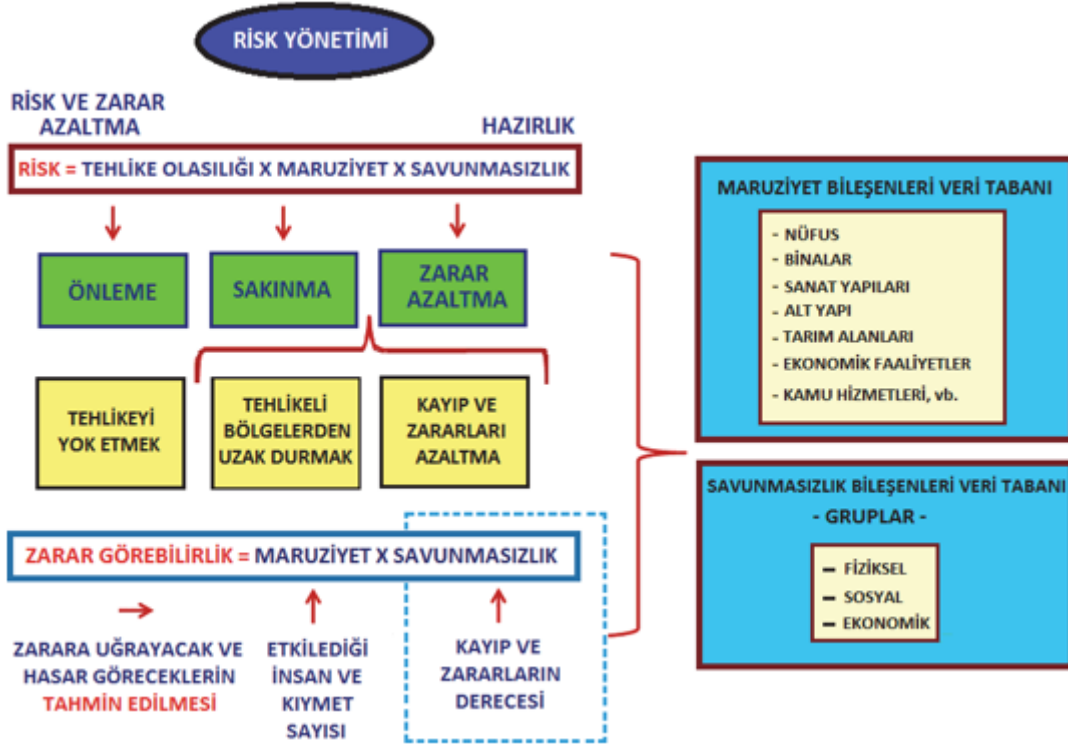 RİSK YÖNETİMİ
RİSK VE ZARAR
AZALTMA
HAZIRLIK
RİSK = TEHLİKE OLASILIĞI X MARUZİYET X SAVUNMASIZLIK
ÖNLEME
SAKINMA
ZARAR
AZALTMA
TEHLİKEYİ
YOK ETMEK
TEHLİKELİ
BÖLGELERDEN
UZAK DURMAK
KAYIP VE
ZARARLARI
AZALTMA
ZARAR GÖREBİLİRLİK = MARUZİYET X SAVUNMASIZLIK
ZARARA UĞRAYACAK VE
HASAR GÖRECEKLERİN
TAHMİN EDİLMESİ
ETKİLEDİĞİ
İNSAN VE
KIYMET
SAYISI
KAYIP VE
ZARARLARIN
DERECESİ
MARUZİYET BİLEŞENLERİ VERİ TABANI
- NÜFUS
- BİNALAR
- SANAT YAPILARI
- ALT YAPI
- TARIM ALANLARI
- EKONOMİK FAALİYETLER
- KAMU HİZMETLERİ, vb.
SAVUNMASIZLIK BİLEŞENLERİ VERİ TABANI
- GRUPLAR -
– FİZİKSEL
– SOSYAL
– EKONOMİK